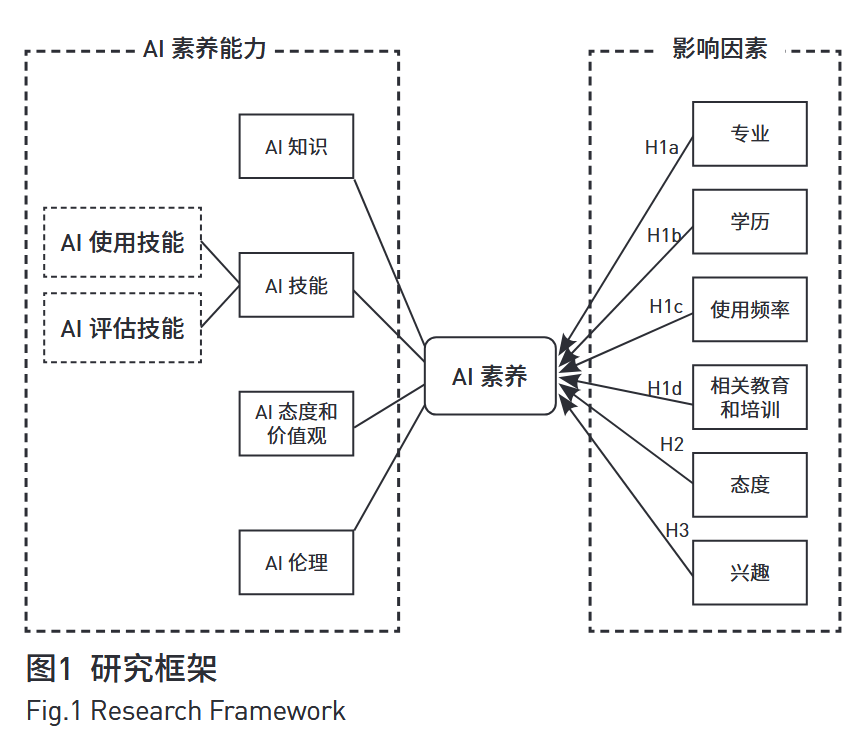 AI 素养能力
AI 知识
AI 使用技能
AI 评估技能
AI 技能
AI 态度和
价值观
AI 伦理
AI 素养
影响因素
H1a
专业
H1b
学历
H1c
使用频率
H1d
相关教育
和培训
H2
态度
H3
兴趣
图1 研究框架
Fig.1 Research Framework